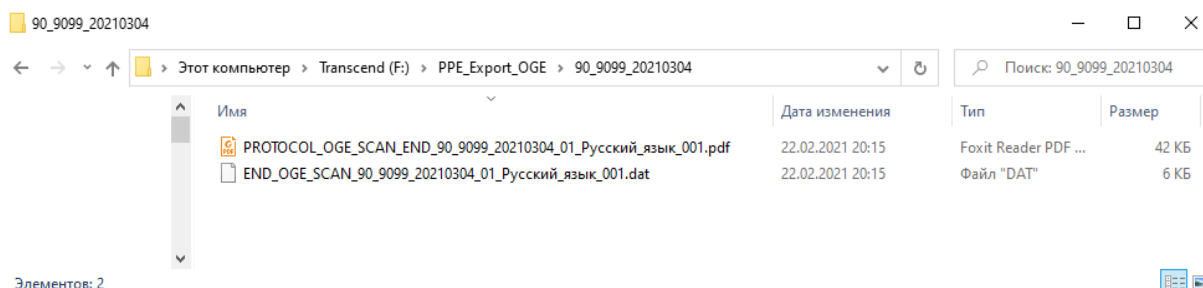 90_9099_20210304
Этот компьютер > Transcend (F:) > PPE_Export_OGE > 90_9099_20210304
Поиск: 90_9099_20210304
Имя Дата изменения Тип Размер
PROTOCOL_OGE_SCAN_END_90_9099_20210304_01_Русский_язык_001.pdf 22.02.2021 20:15 Foxit Reader PDF ... 42 КБ
END_OGE_SCAN_90_9099_20210304_01_Русский_язык_001.dat 22.02.2021 20:15 Файл "DAT" 6 КБ
Элементов: 2